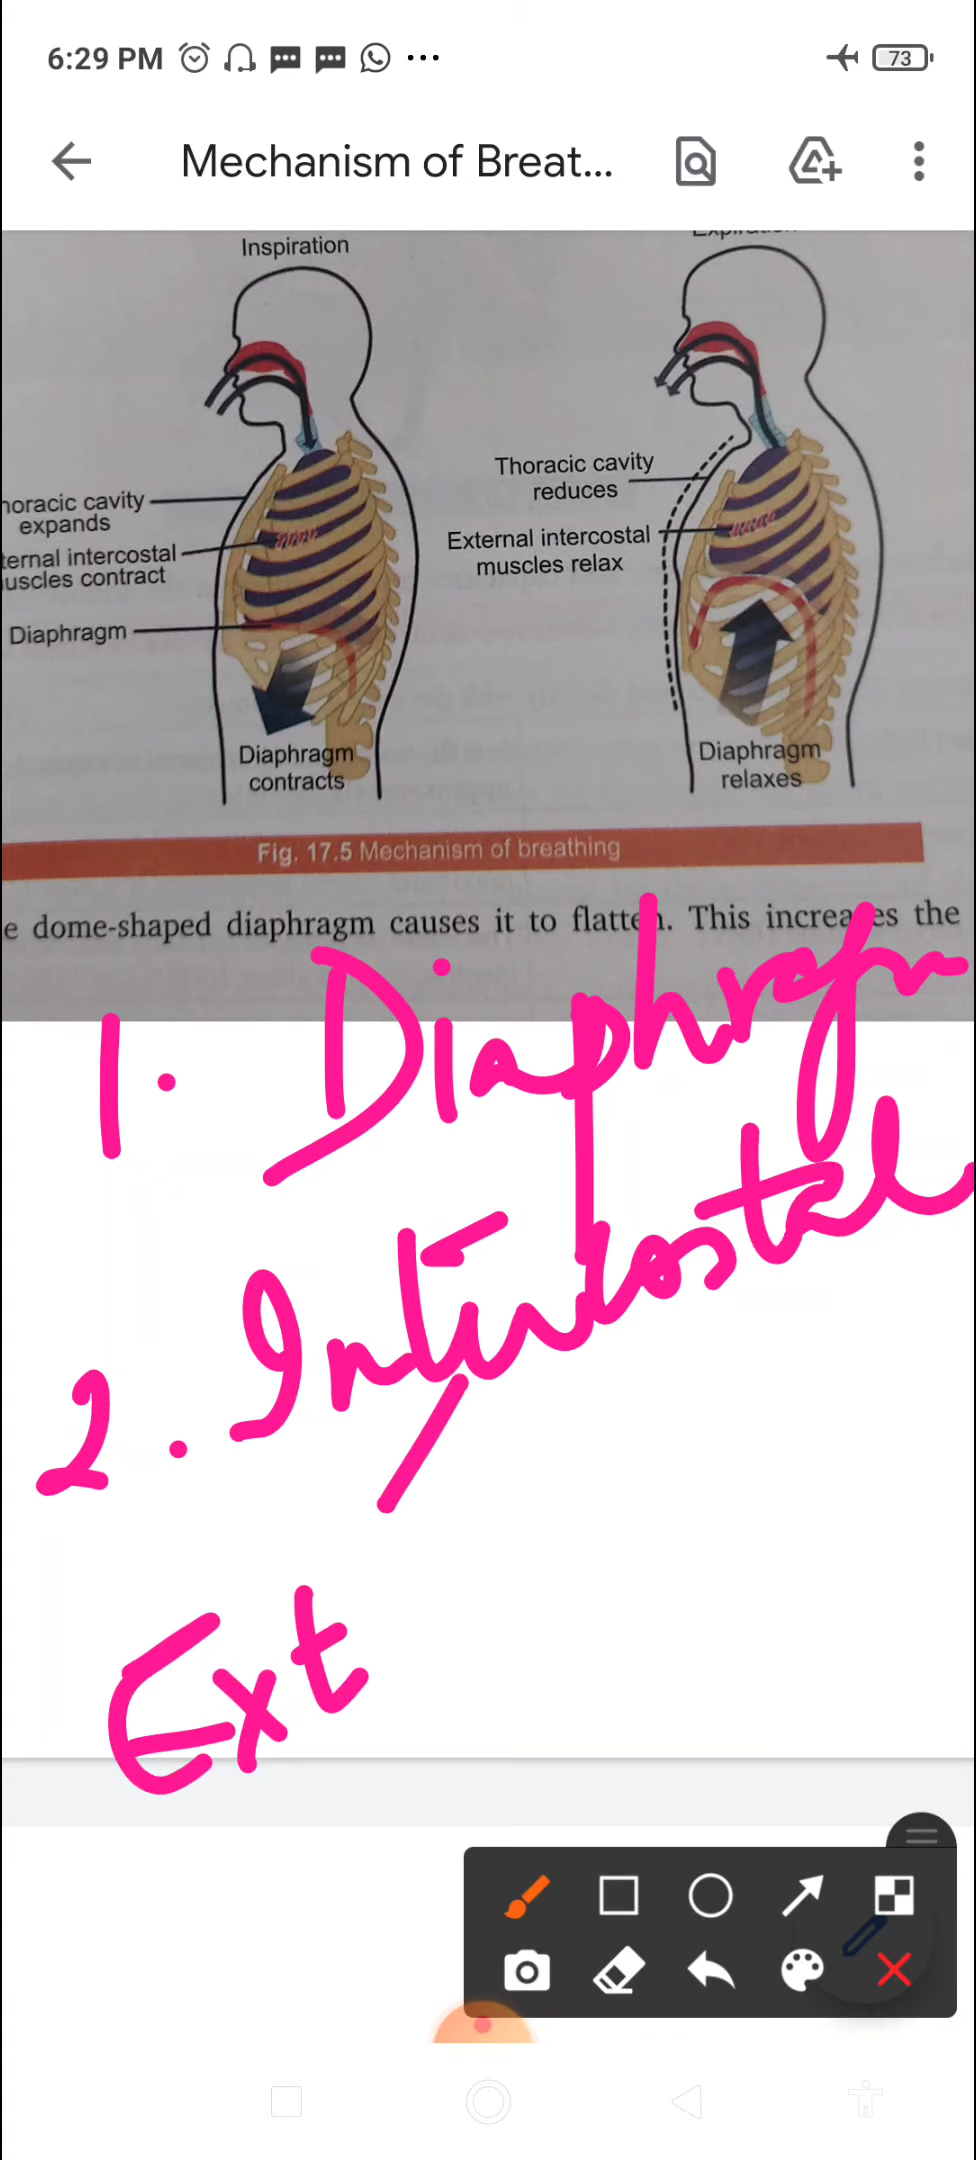 6:29 PM
73
Mechanism of Breat...
Inspiration
Thoracic cavity
reduces
External intercostal
muscles relax
horacic cavity
expands
ternal intercostal
uscles contract
Diaphragm
Diaphragm
contracts
Diaphragm
relaxes
Fig. 17.5 Mechanism of breathing
e dome-shaped diaphragm causes it to flatten. This increases the
1. Diaphragm
2. Intercostal
Ext